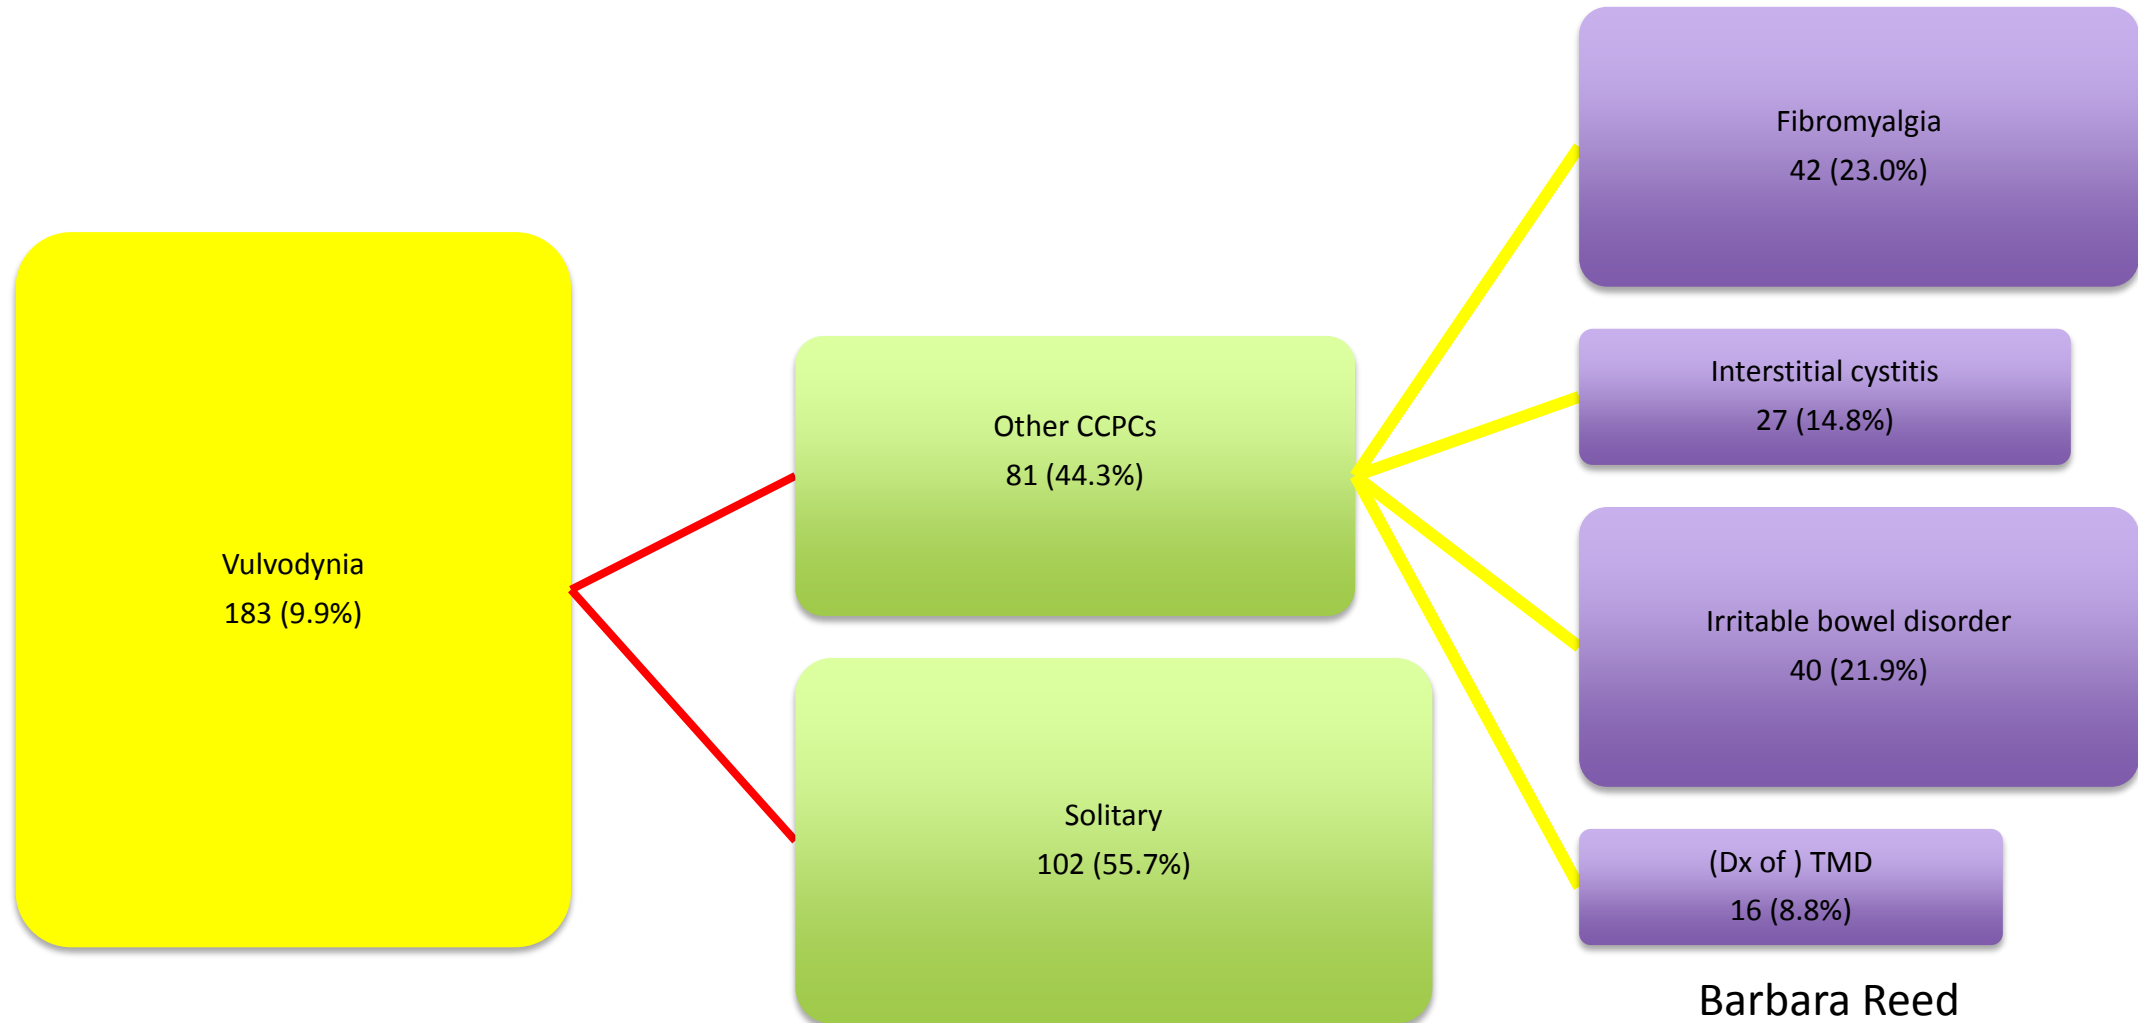 Vulvodynia
183 (9.9%)
Other CCPCs
81 (44.3%)
Solitary
102 (55.7%)
Fibromyalgia
42 (23.0%)
Interstitial cystitis
27 (14.8%)
Irritable bowel disorder
40 (21.9%)
(Dx of ) TMD
16 (8.8%)
Barbara Reed